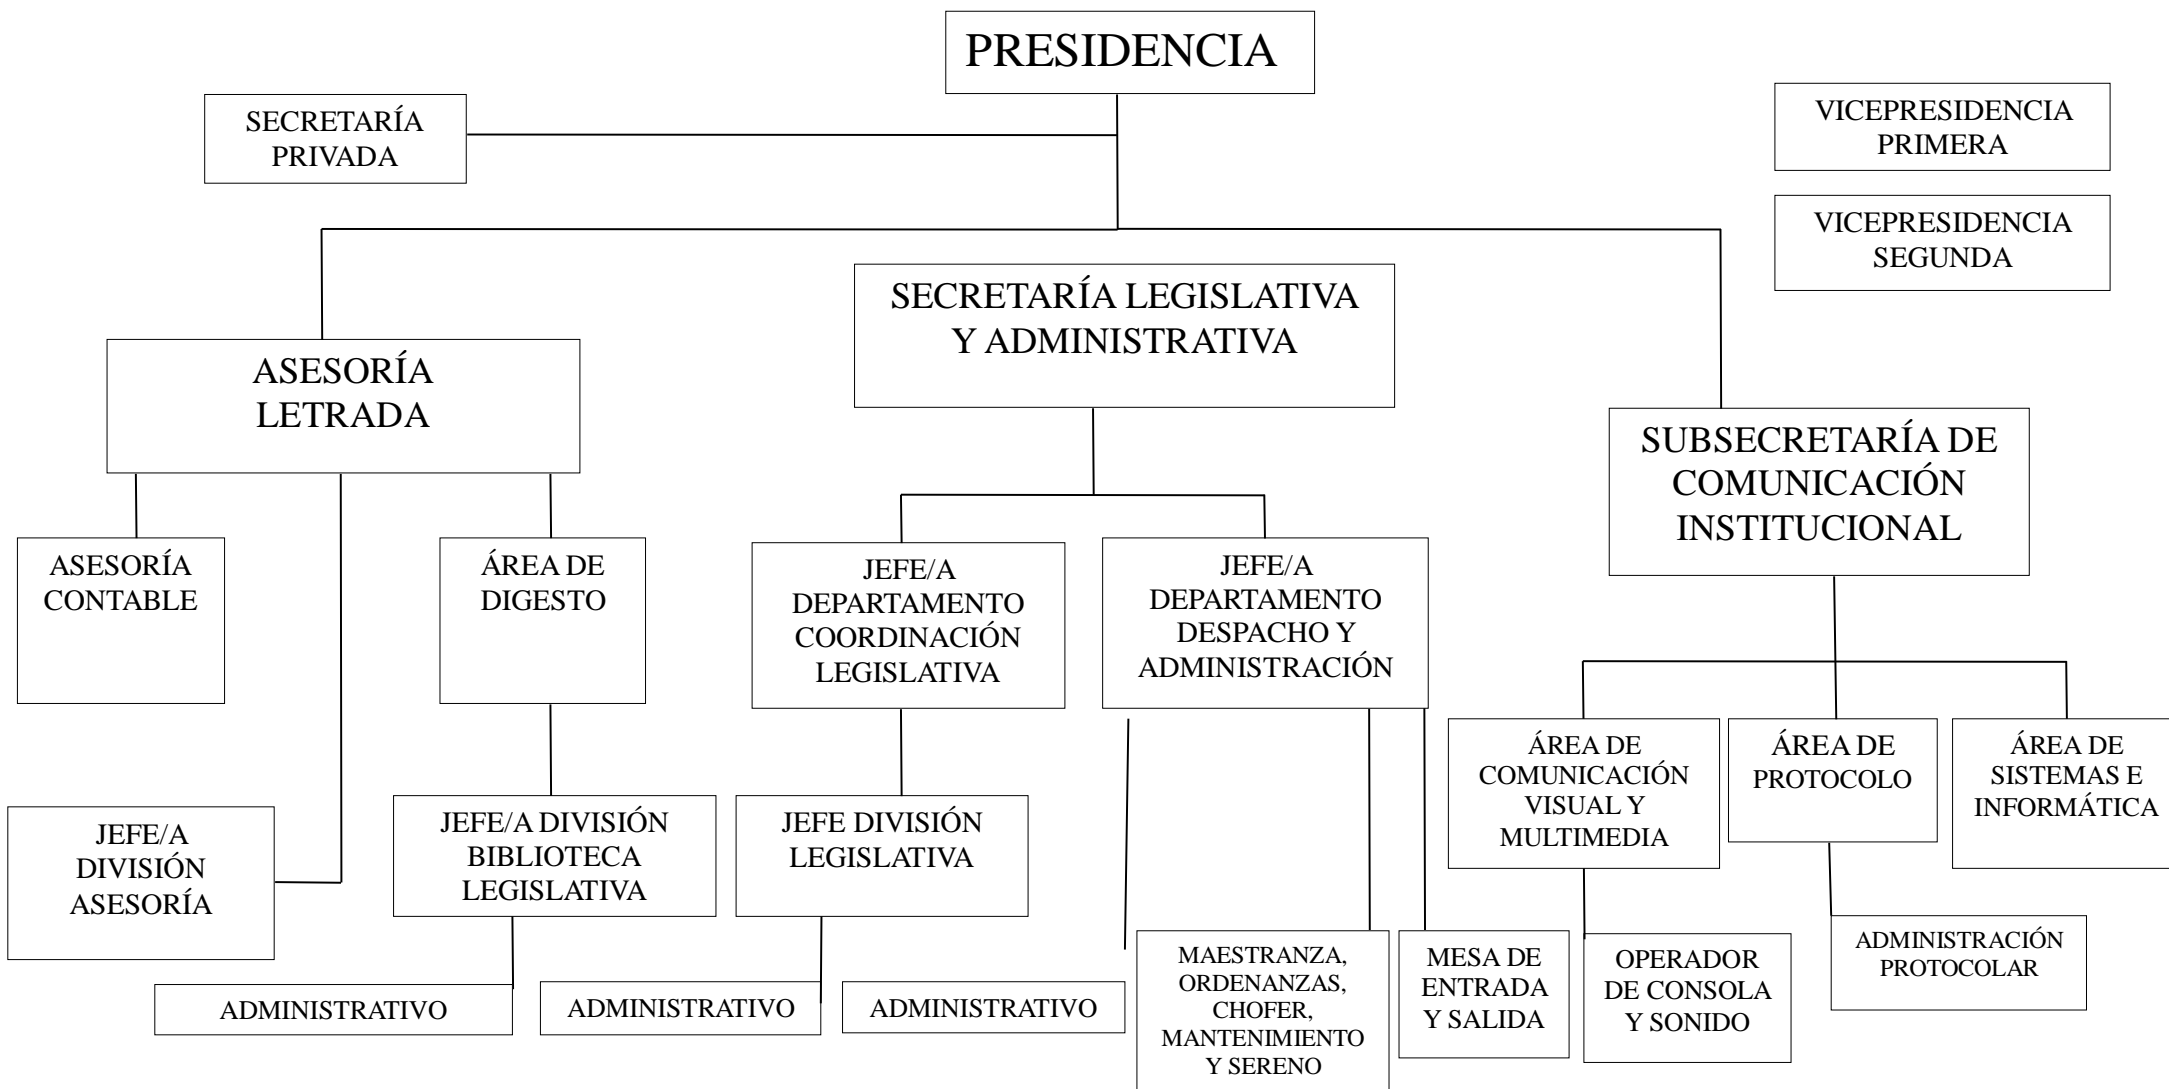 PRESIDENCIA
SECRETARÍA
PRIVADA
VICEPRESIDENCIA
PRIMERA
VICEPRESIDENCIA
SEGUNDA
SECRETARÍA LEGISLATIVA
Y ADMINISTRATIVA
ASESORÍA
LETRADA
SUBSECRETARÍA DE
COMUNICACIÓN
INSTITUCIONAL
ASESORÍA
CONTABLE
ÁREA DE
DIGESTO
JEFE/A
DEPARTAMENTO
COORDINACIÓN
LEGISLATIVA
JEFE/A
DEPARTAMENTO
DESPACHO Y
ADMINISTRACIÓN
ÁREA DE
COMUNICACIÓN
VISUAL Y
MULTIMEDIA
ÁREA DE
PROTOCOLO
ÁREA DE
SISTEMAS E
INFORMÁTICA
JEFE/A
DIVISIÓN
ASESORÍA
JEFE/A DIVISIÓN
BIBLIOTECA
LEGISLATIVA
JEFE DIVISIÓN
LEGISLATIVA
ADMINISTRATIVO
ADMINISTRATIVO
ADMINISTRATIVO
MAESTRANZA,
ORDENANZAS,
CHOFER,
MANTENIMIENTO
Y SERENO
MESA DE
ENTRADA
Y SALIDA
OPERADOR
DE CONSOLA
Y SONIDO
ADMINISTRACIÓN
PROTOCOLAR